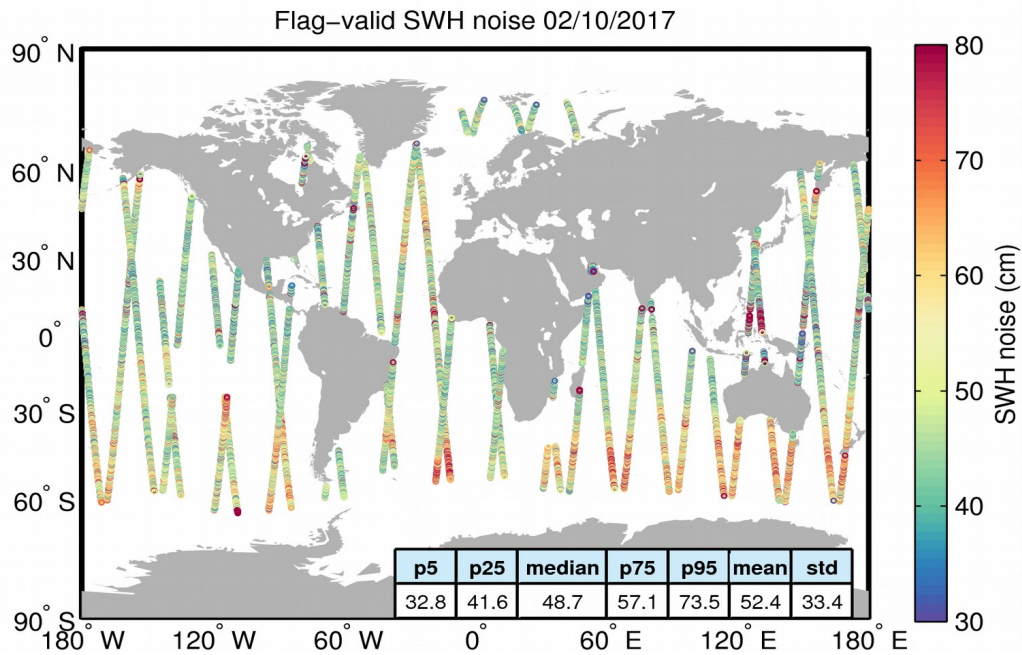 Flag−valid SWH noise 02/10/2017
90° N
60° N
30° N
0°
30° S
60° S
90° S
180° W
120° W
60° W
0°
60° E
120° E
180° E
80
70
60
50
40
30
SWH noise (cm)
p5 p25 median p75 p95 mean std
32.8 41.6 48.7 57.1 73.5 52.4 33.4